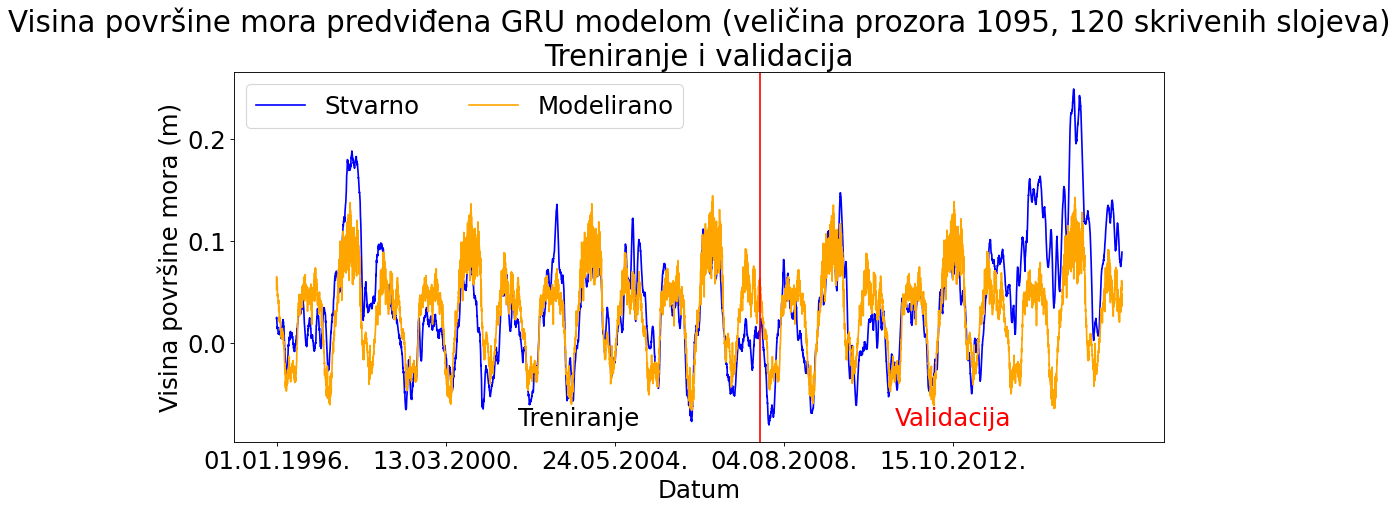 Visina površine mora predviđena GRU modelom (veličina prozora 1095, 120 skrivenih slojeva)
Treniranje i validacija
Stvarno
Modelirano
Visina površine mora (m)
0.2
0.1
0.0
Treniranje
Validacija
01.01.1996.
13.03.2000.
24.05.2004.
04.08.2008.
15.10.2012.
Datum